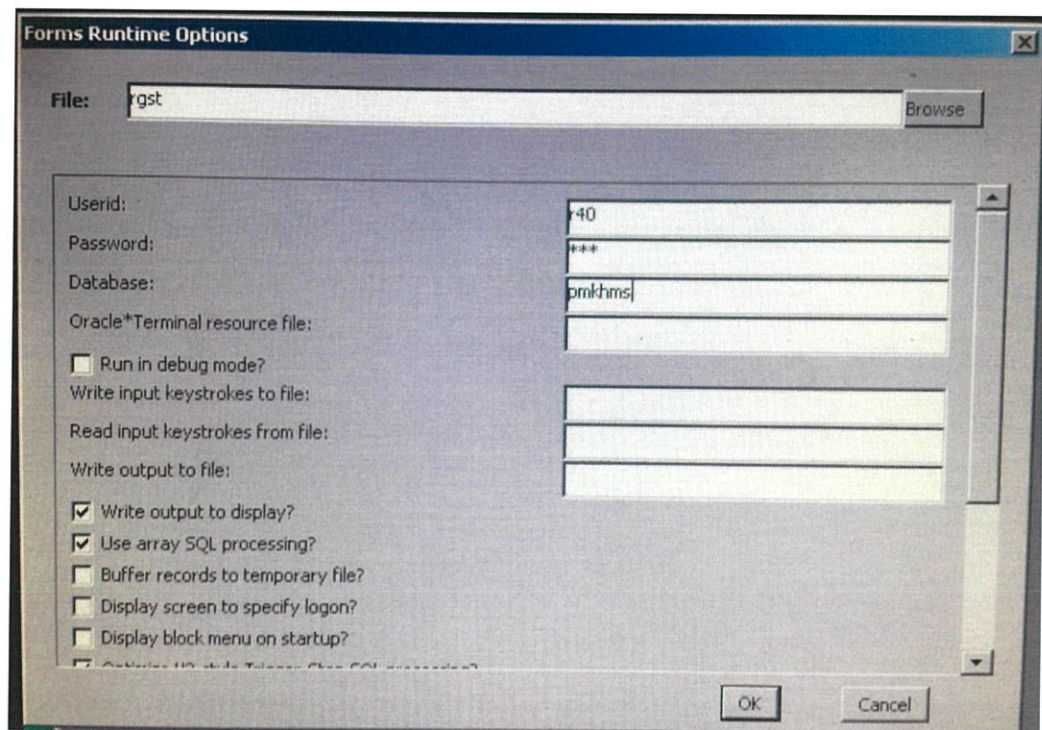 Forms Runtime Options
File: rgst Browse
Userid: r40
Password: ***
Database: pmkhms
Oracle*Terminal resource file:
Run in debug mode?
Write input keystrokes to file:
Read input keystrokes from file:
Write output to file:
Write output to display?
Use array SQL processing?
Buffer records to temporary file?
Display screen to specify logon?
Display block menu on startup?
OK Cancel